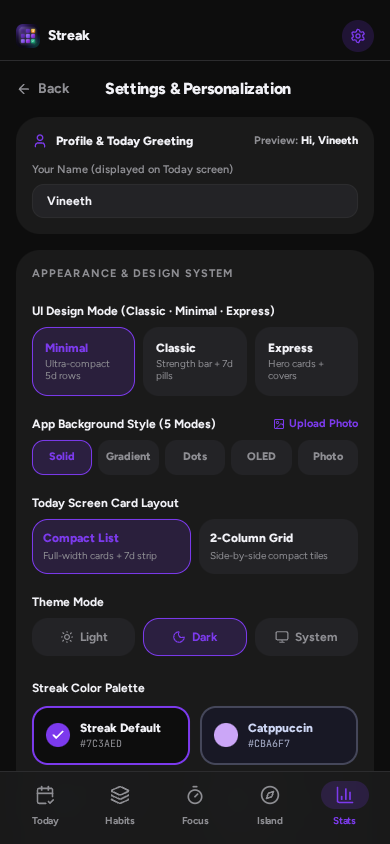 Streak
Back
Settings & Personalization
Profile & Today Greeting
Preview: Hi, Vineeth
Your Name (displayed on Today screen)
Vineeth
APPEARANCE & DESIGN SYSTEM
UI Design Mode (Classic · Minimal · Express)
Minimal
Ultra-compact
5d rows
Classic
Strength bar + 7d
pills
Express
Hero cards +
covers
App Background Style (5 Modes)
Upload Photo
Solid
Gradient
Dots
OLED
Photo
Today Screen Card Layout
Compact List
Full-width cards + 7d strip
2-Column Grid
Side-by-side compact tiles
Theme Mode
Light
Dark
System
Streak Color Palette
Streak Default
#7C3AED
Catppuccin
#CBA6F7
Today
Habits
Focus
Island
Stats